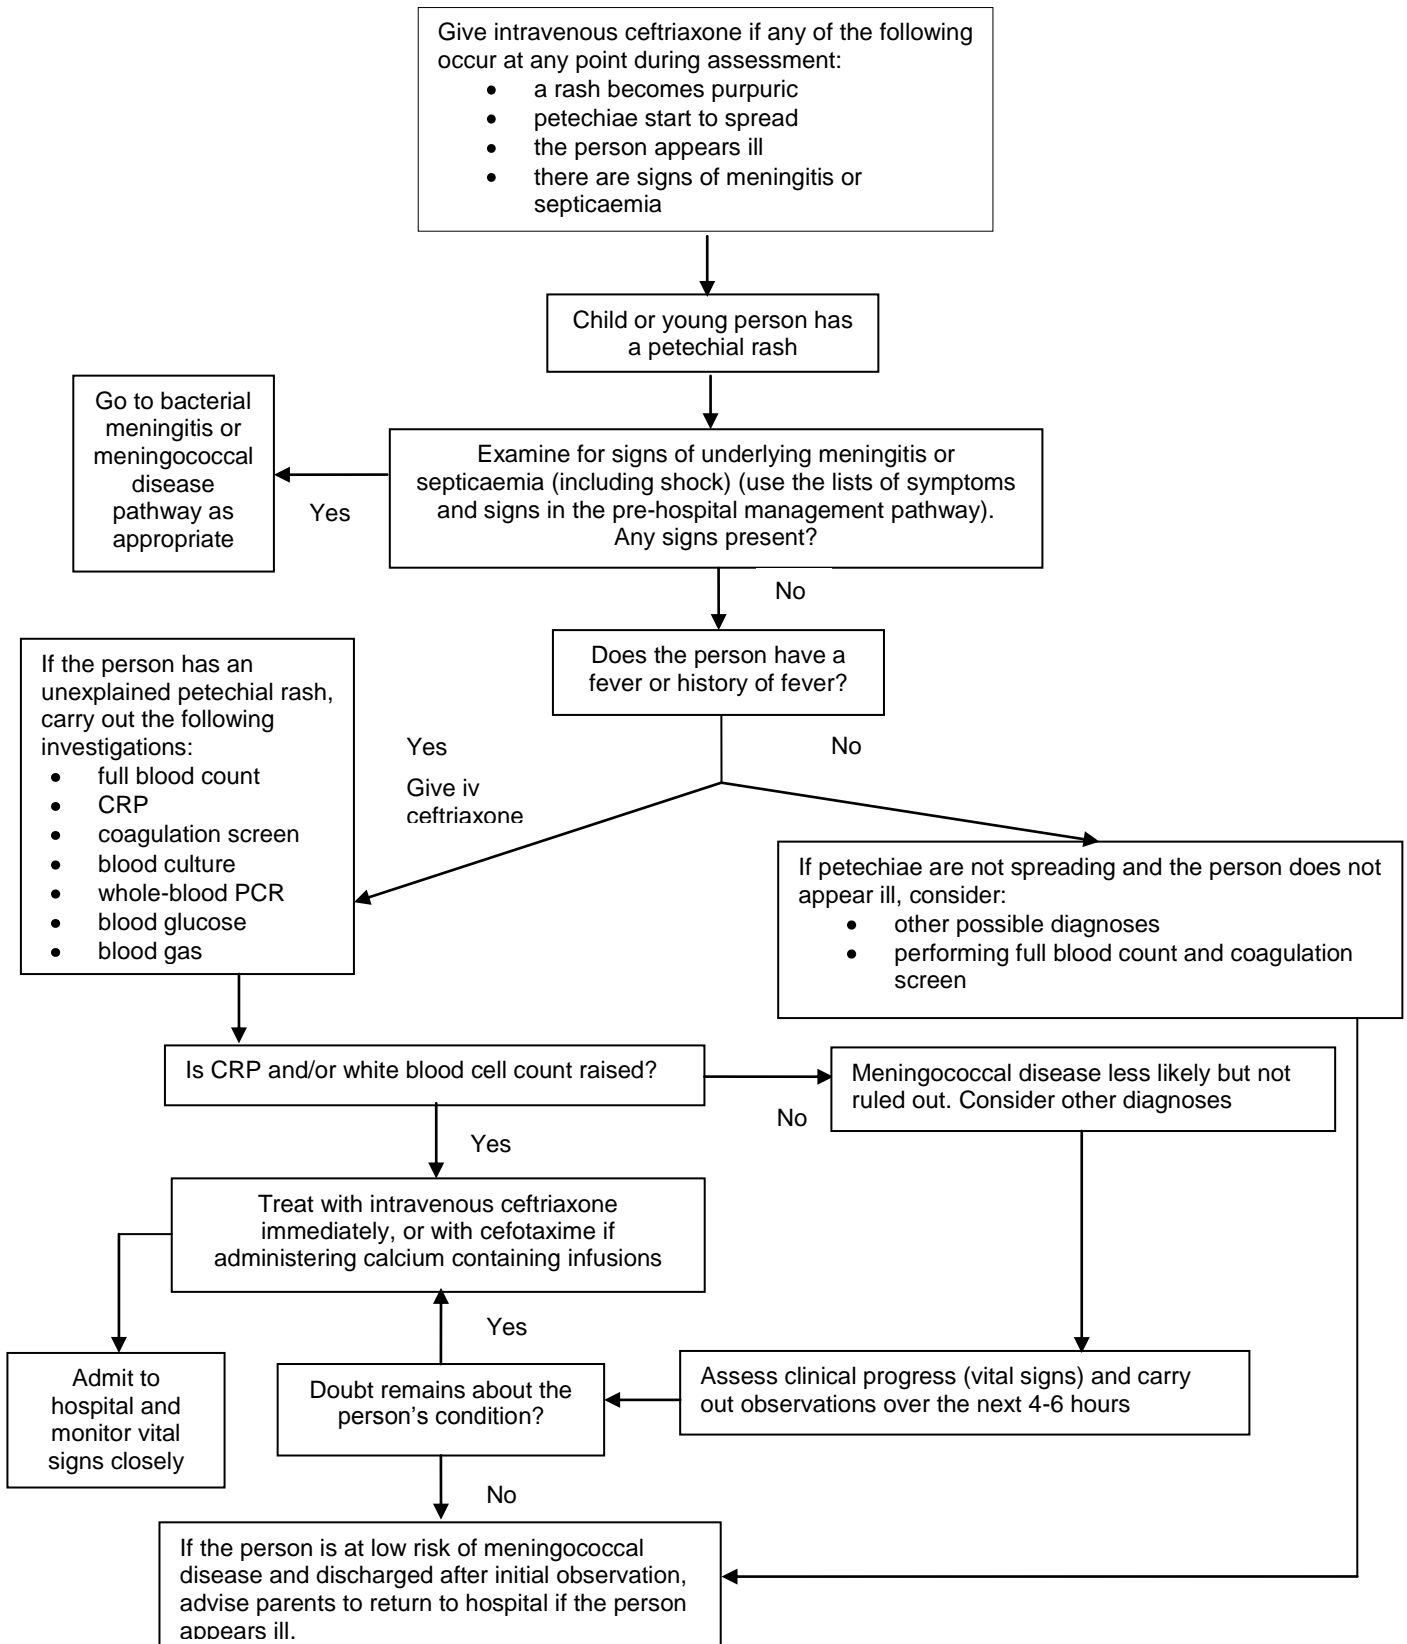 Give intravenous ceftriaxone if any of the following
occur at any point during assessment:
• a rash becomes purpuric
• petechiae start to spread
• the person appears ill
• there are signs of meningitis or
septicaemia
Child or young person has
a petechial rash
Go to bacterial
meningitis or
meningococcal
disease
pathway as
appropriate
Yes
Examine for signs of underlying meningitis or
septicaemia (including shock) (use the lists of symptoms
and signs in the pre-hospital management pathway).
Any signs present?
No
Does the person have a
fever or history of fever?
If the person has an
unexplained petechial rash,
carry out the following
investigations:
• full blood count
• CRP
• coagulation screen
• blood culture
• whole-blood PCR
• blood glucose
• blood gas
Yes
Give iv
ceftriaxone
No
If petechiae are not spreading and the person does not
appear ill, consider:
• other possible diagnoses
• performing full blood count and coagulation
screen
Is CRP and/or white blood cell count raised?
No
Meningococcal disease less likely but not
ruled out. Consider other diagnoses
Yes
Treat with intravenous ceftriaxone
immediately, or with cefotaxime if
administering calcium containing infusions
Yes
Admit to
hospital and
monitor vital
signs closely
Doubt remains about the
person's condition?
Assess clinical progress (vital signs) and carry
out observations over the next 4-6 hours
No
If the person is at low risk of meningococcal
disease and discharged after initial observation,
advise parents to return to hospital if the person
appears ill.